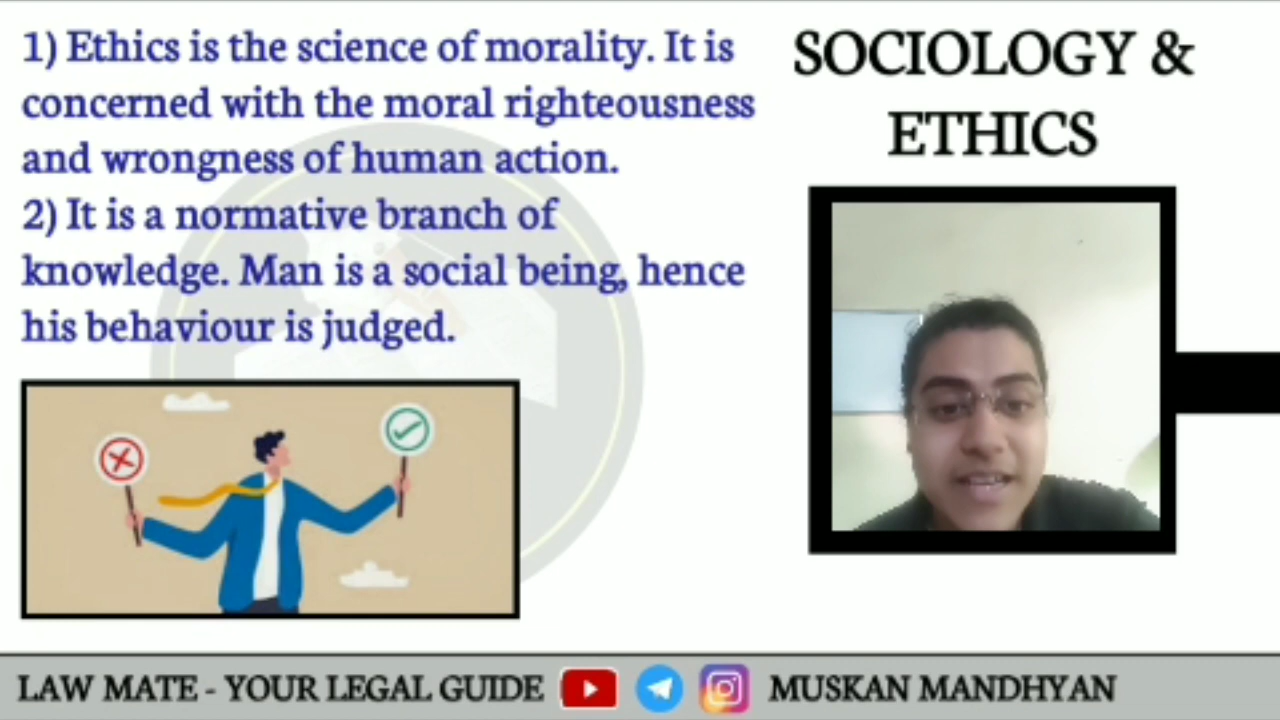 1) Ethics is the science of morality. It is
concerned with the moral righteousness
and wrongness of human action.
2) It is a normative branch of
knowledge. Man is a social being, hence
his behaviour is judged.
SOCIOLOGY &
ETHICS
LAW MATE - YOUR LEGAL GUIDE
MUSKAN MANDHYAN